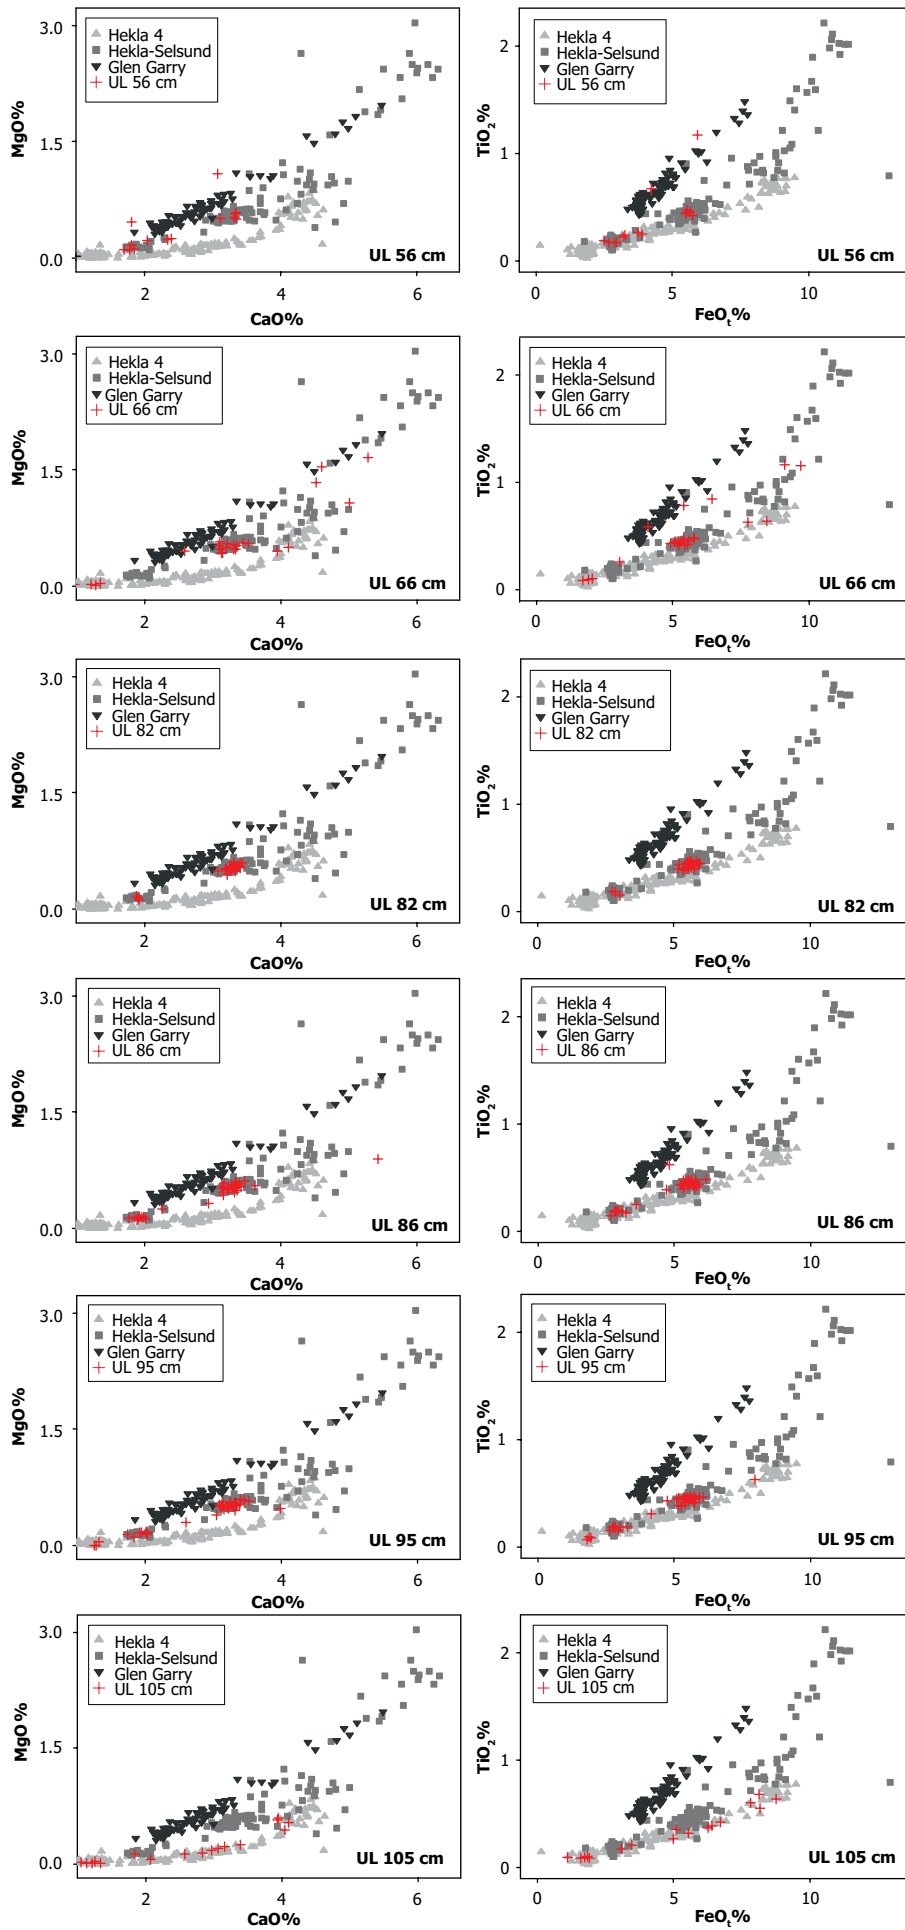 3.0
1.5
0.0
MgO%
Hekla 4
Hekla-Selsund
Glen Garry
UL 56 cm
UL 56 cm
2
4
6
CaO%
2
1
0
TiO2%
Hekla 4
Hekla-Selsund
Glen Garry
UL 56 cm
UL 56 cm
0
5
10
FeOt%
3.0
1.5
0.0
MgO%
Hekla 4
Hekla-Selsund
Glen Garry
UL 66 cm
UL 66 cm
2
4
6
CaO%
2
1
0
TiO2%
Hekla 4
Hekla-Selsund
Glen Garry
UL 66 cm
UL 66 cm
0
5
10
FeOt%
3.0
1.5
0.0
MgO%
Hekla 4
Hekla-Selsund
Glen Garry
UL 82 cm
UL 82 cm
2
4
6
CaO%
2
1
0
TiO2%
Hekla 4
Hekla-Selsund
Glen Garry
UL 82 cm
UL 82 cm
0
5
10
FeOt%
3.0
1.5
0.0
MgO%
Hekla 4
Hekla-Selsund
Glen Garry
UL 86 cm
UL 86 cm
2
4
6
CaO%
2
1
0
TiO2%
Hekla 4
Hekla-Selsund
Glen Garry
UL 86 cm
UL 86 cm
0
5
10
FeOt%
3.0
1.5
0.0
MgO%
Hekla 4
Hekla-Selsund
Glen Garry
UL 95 cm
UL 95 cm
2
4
6
CaO%
2
1
0
TiO2%
Hekla 4
Hekla-Selsund
Glen Garry
UL 95 cm
UL 95 cm
0
5
10
FeOt%
3.0
1.5
0.0
MgO%
Hekla 4
Hekla-Selsund
Glen Garry
UL 105 cm
UL 105 cm
2
4
6
CaO%
2
1
0
TiO2%
Hekla 4
Hekla-Selsund
Glen Garry
UL 105 cm
UL 105 cm
0
5
10
FeOt%